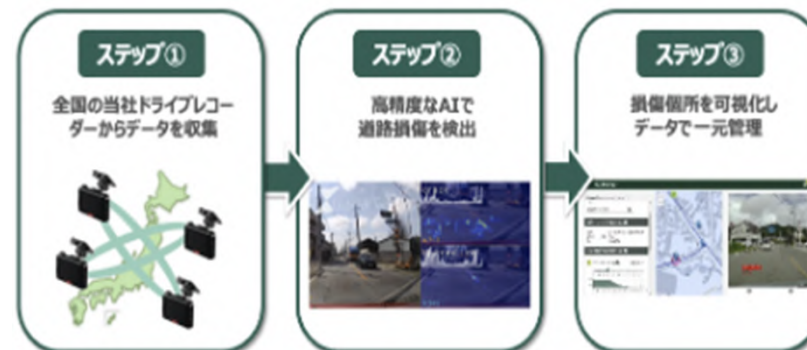 ステップ①
全国の当社ドライブレコー
ダーからデータを収集
ステップ②
高精度なAIで
道路損傷を検出
ステップ③
損傷個所を可視化し
データで一元管理